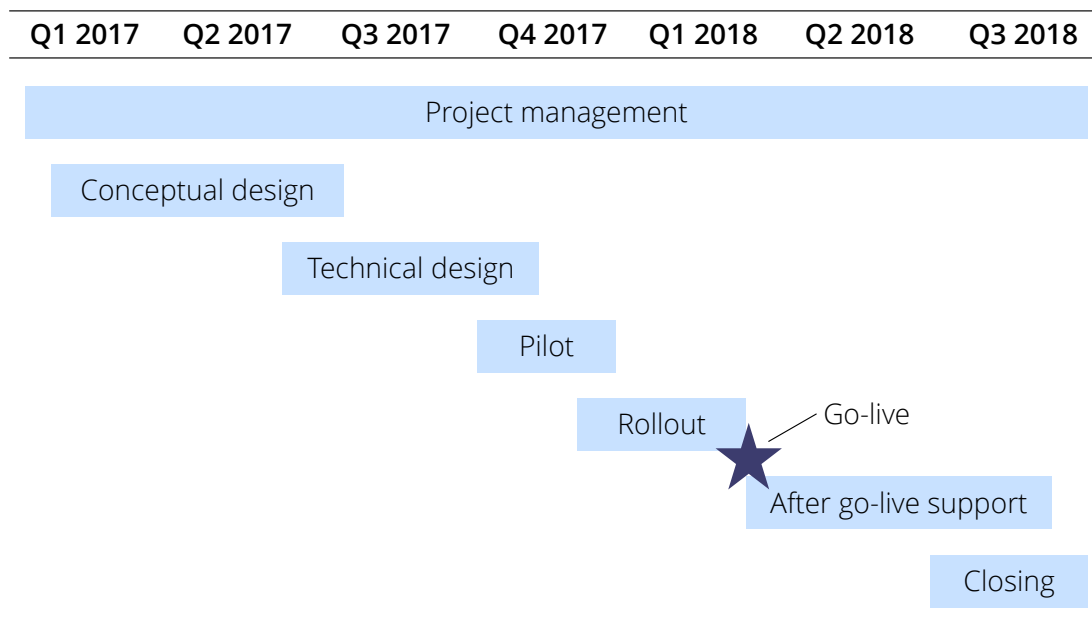 Q1 2017 Q2 2017 Q3 2017 Q4 2017 Q1 2018 Q2 2018 Q3 2018
Project management
Conceptual design
Technical design
Pilot
Rollout
Go-live
After go-live support
Closing